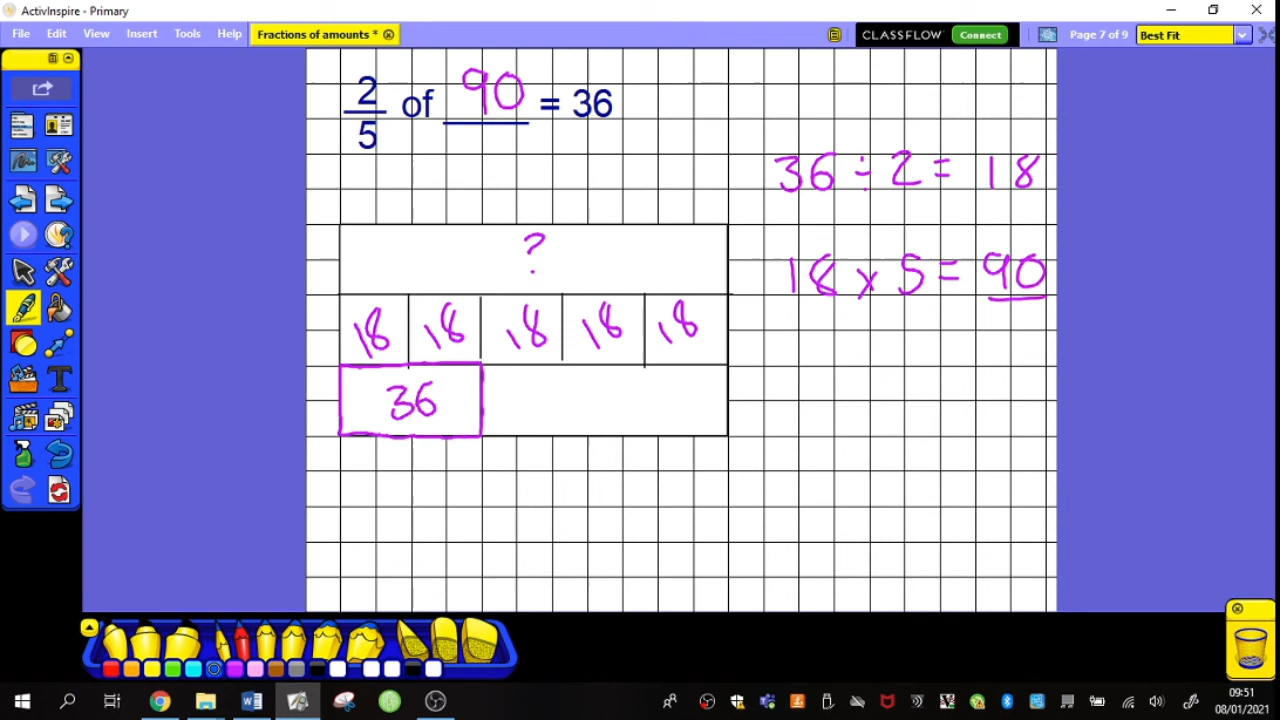 ActivInspire - Primary
File Edit View Insert Tools Help Fractions of amounts * CLASSFLOW Connect Page 7 of 9 Best Fit
2/5 of 90 = 36
36 ÷ 2 = 18
?
18 x 5 = 90
18 18 18 18 18
36
09:51
08/01/2021